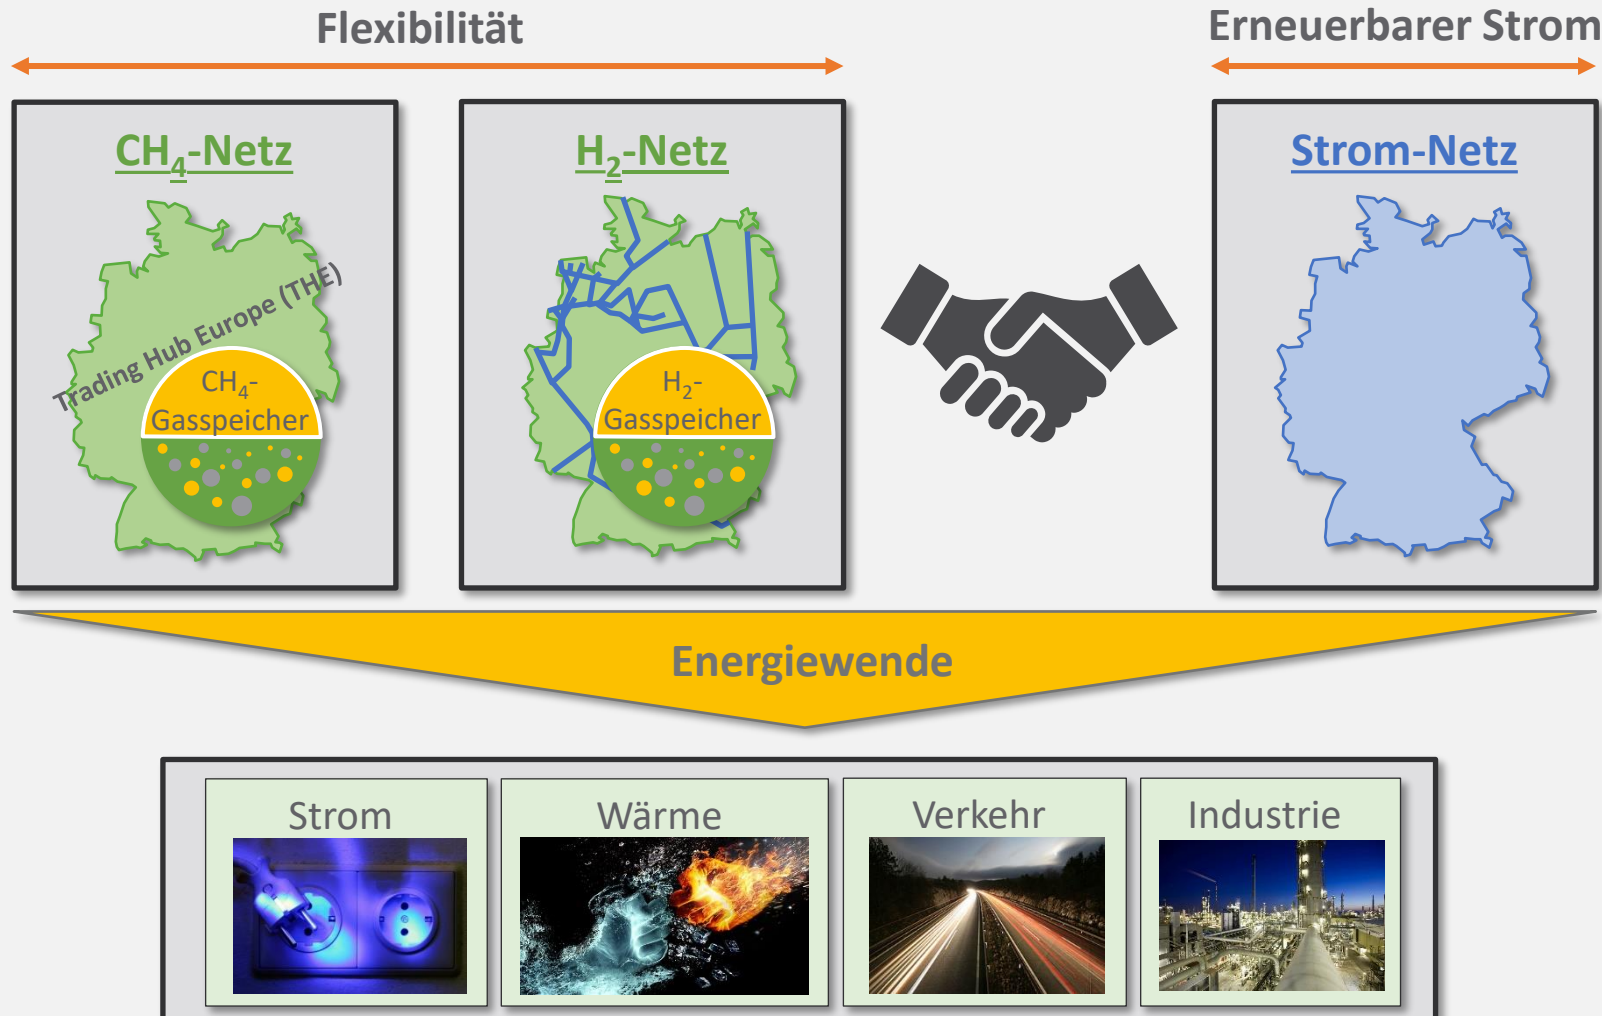 Flexibilität
Erneuerbarer Strom
CH₄-Netz
Trading Hub Europe (THE)
CH₄-
Gasspeicher
H₂-Netz
H₂-
Gasspeicher
Strom-Netz
Energiewende
Strom
Wärme
Verkehr
Industrie